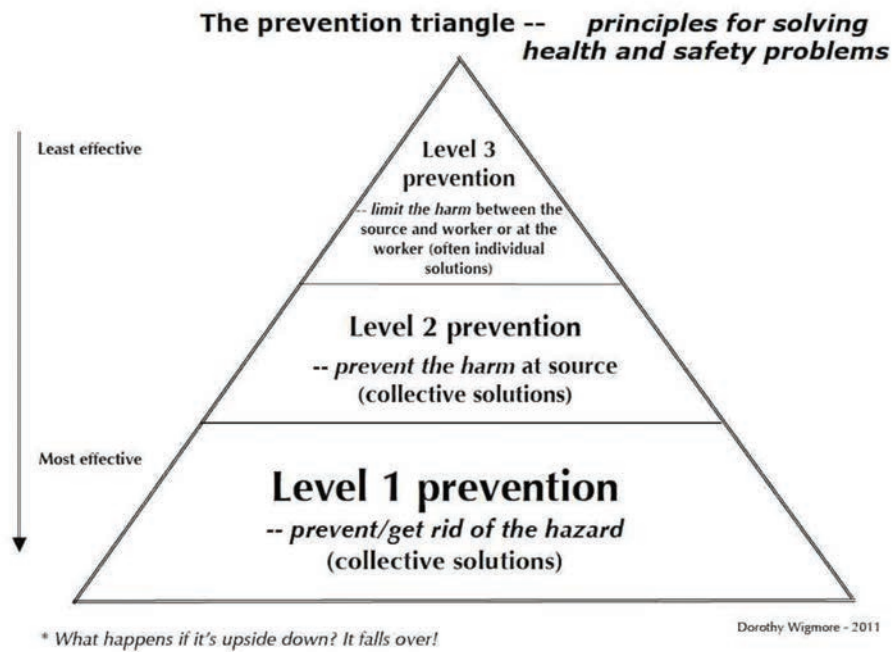 The prevention triangle -- principles for solving
health and safety problems
Least effective
Level 3
prevention
-- limit the harm between the
source and worker or at the
worker (often individual
solutions)
Level 2 prevention
-- prevent the harm at source
(collective solutions)
Most effective
Level 1 prevention
-- prevent/get rid of the hazard
(collective solutions)
* What happens if it's upside down? It falls over!
Dorothy Wigmore - 2011